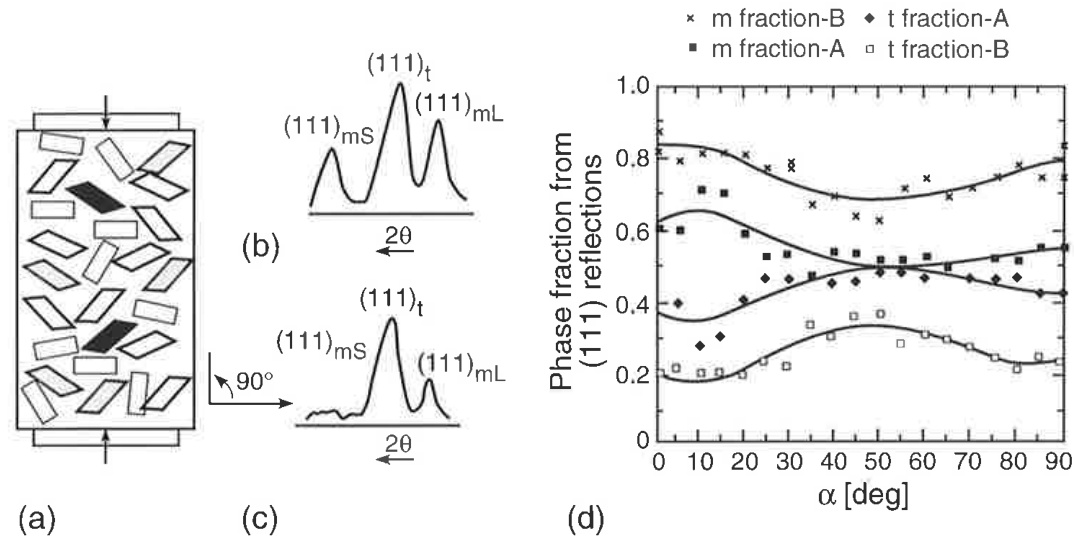 × m fraction-B ◆ t fraction-A
■ m fraction-A □ t fraction-B
(111)t
(111)mS
(111)mL
2θ
(b)
(111)t
(111)mS
(111)mL
90°
2θ
(a)
(c)
1.0
0.8
0.6
0.4
0.2
0
Phase fraction from
(111) reflections
0 10 20 30 40 50 60 70 80 90
α [deg]
(d)